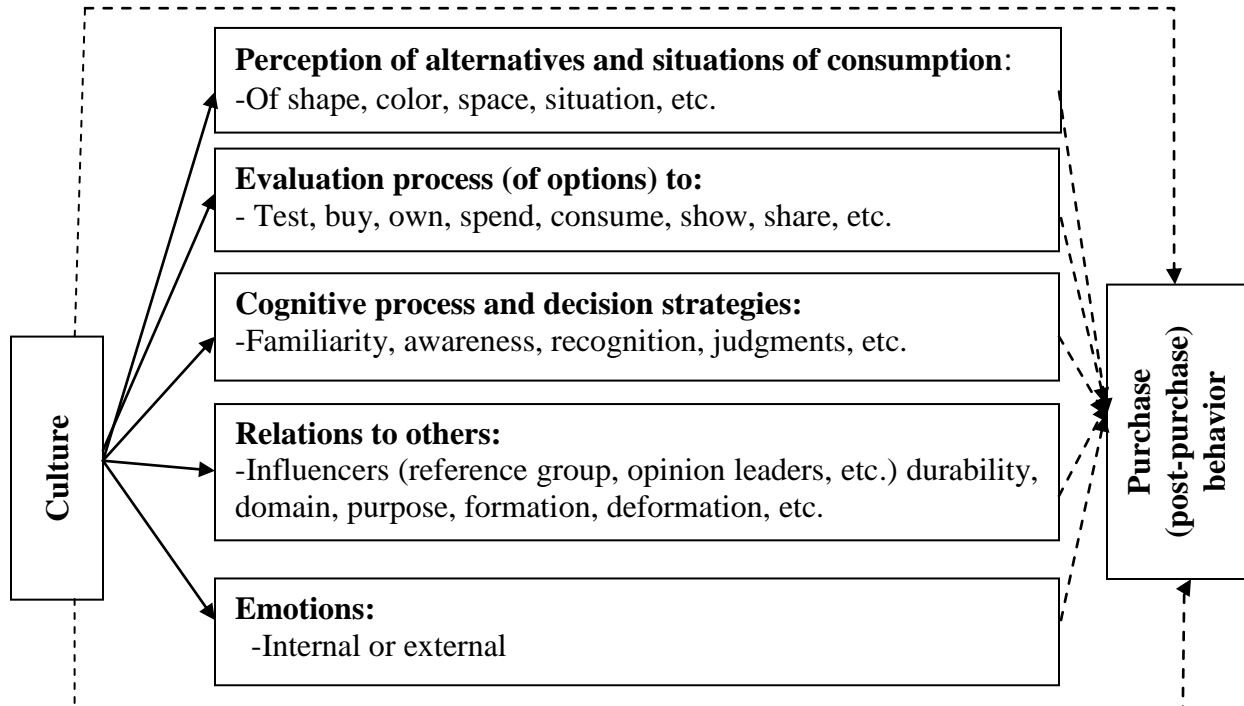 Perception of alternatives and situations of consumption:
-Of shape, color, space, situation, etc.
Evaluation process (of options) to:
- Test, buy, own, spend, consume, show, share, etc.
Cognitive process and decision strategies:
-Familiarity, awareness, recognition, judgments, etc.
Culture
Relations to others:
-Influencers (reference group, opinion leaders, etc.) durability,
domain, purpose, formation, deformation, etc.
Emotions:
-Internal or external
Purchase
(post-purchase)
behavior